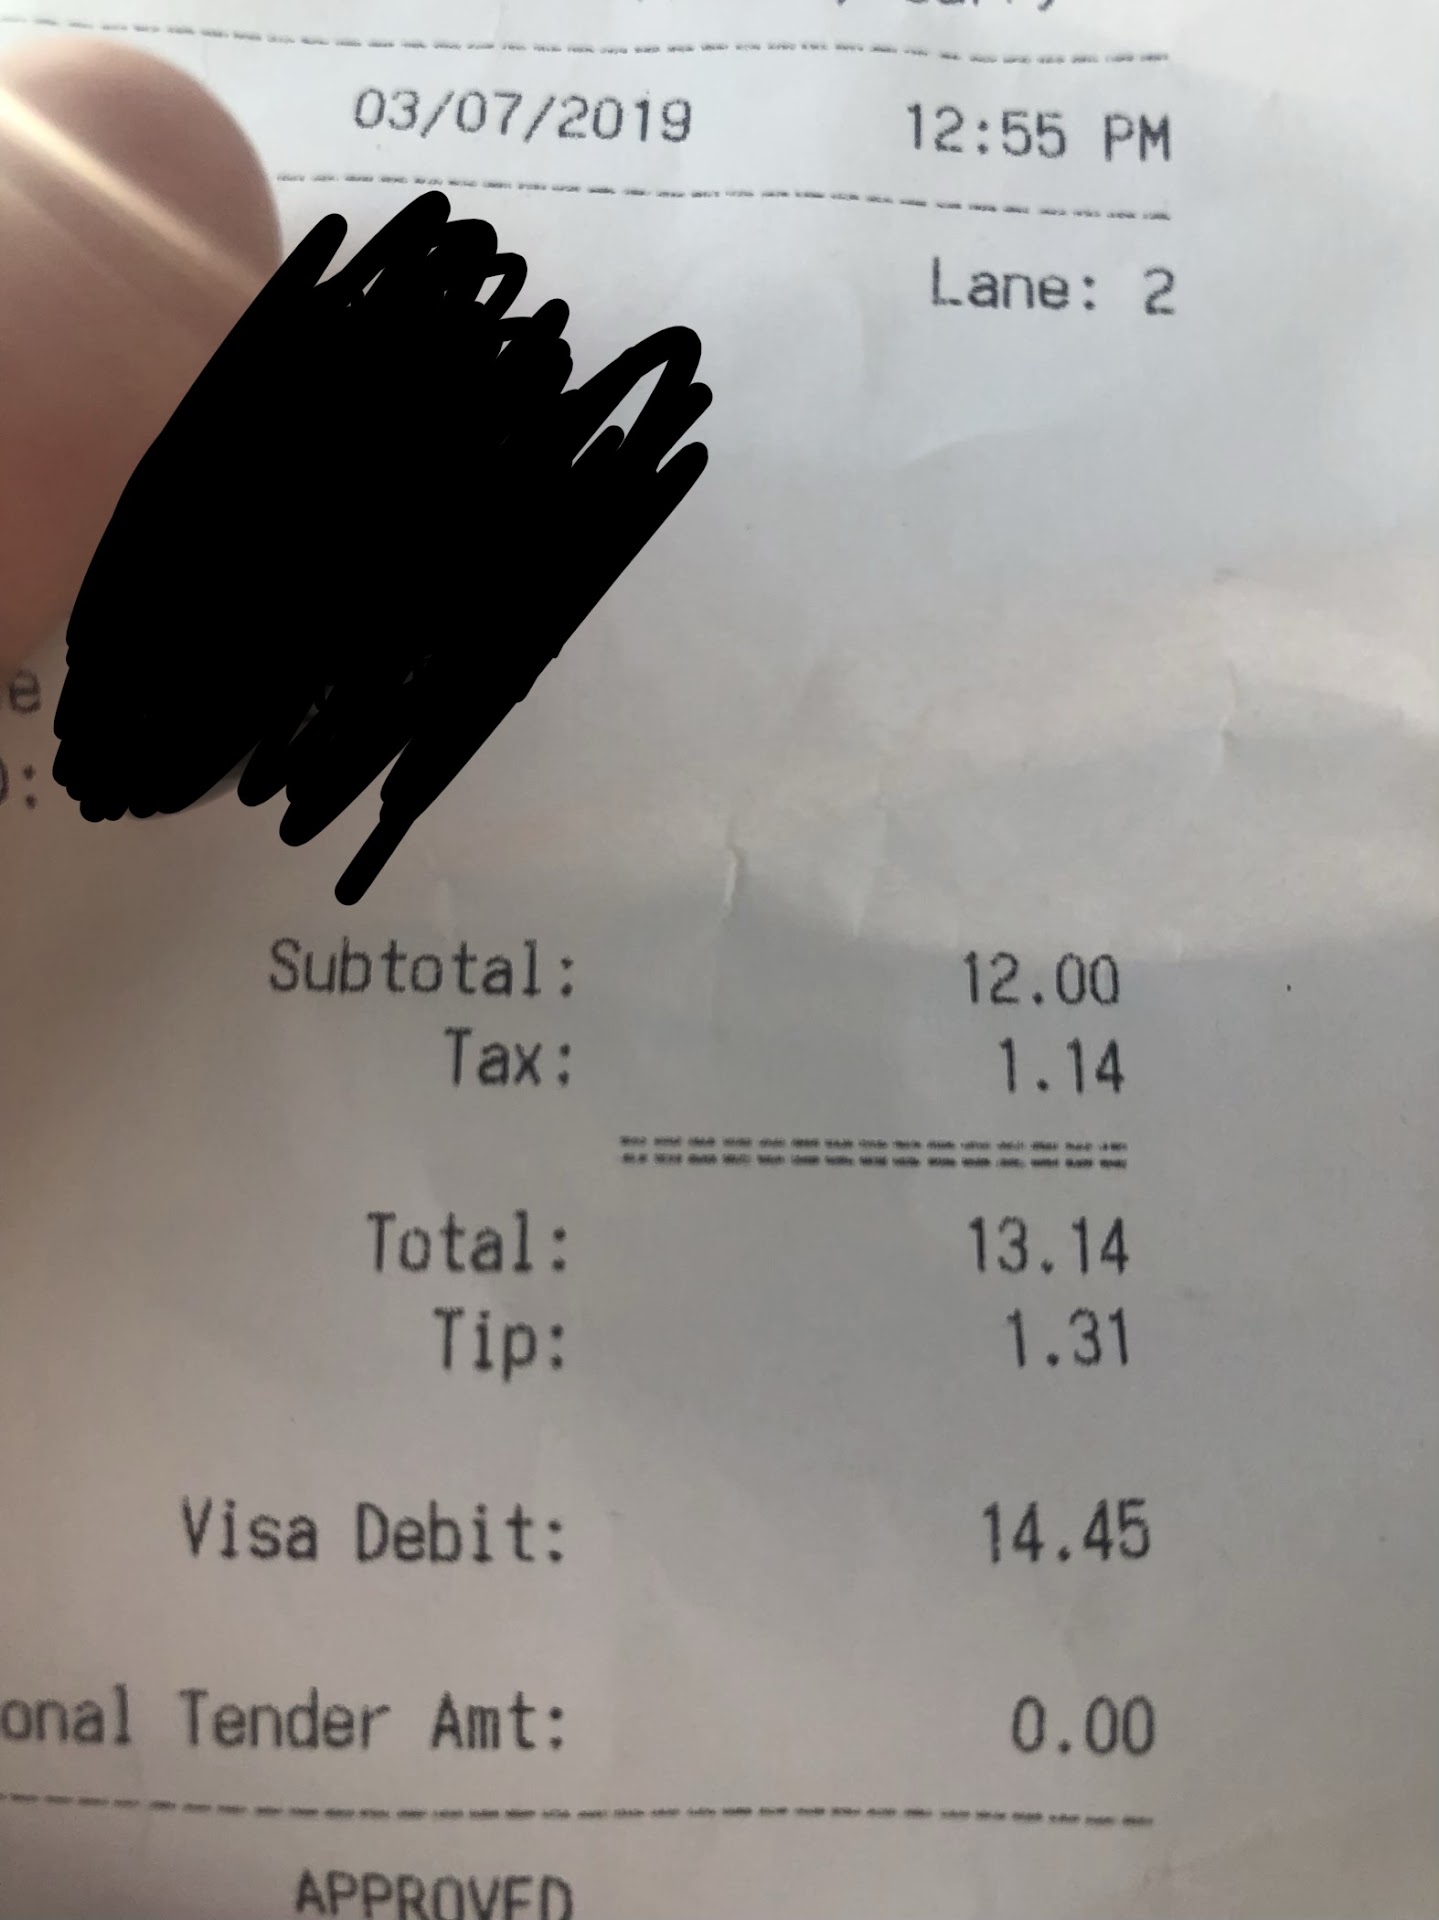 03/07/2019 12:55 PM
Lane: 2
e
:
Subtotal: 12.00
Tax: 1.14
Total: 13.14
Tip: 1.31
Visa Debit: 14.45
onal Tender Amt: 0.00
APPROVED